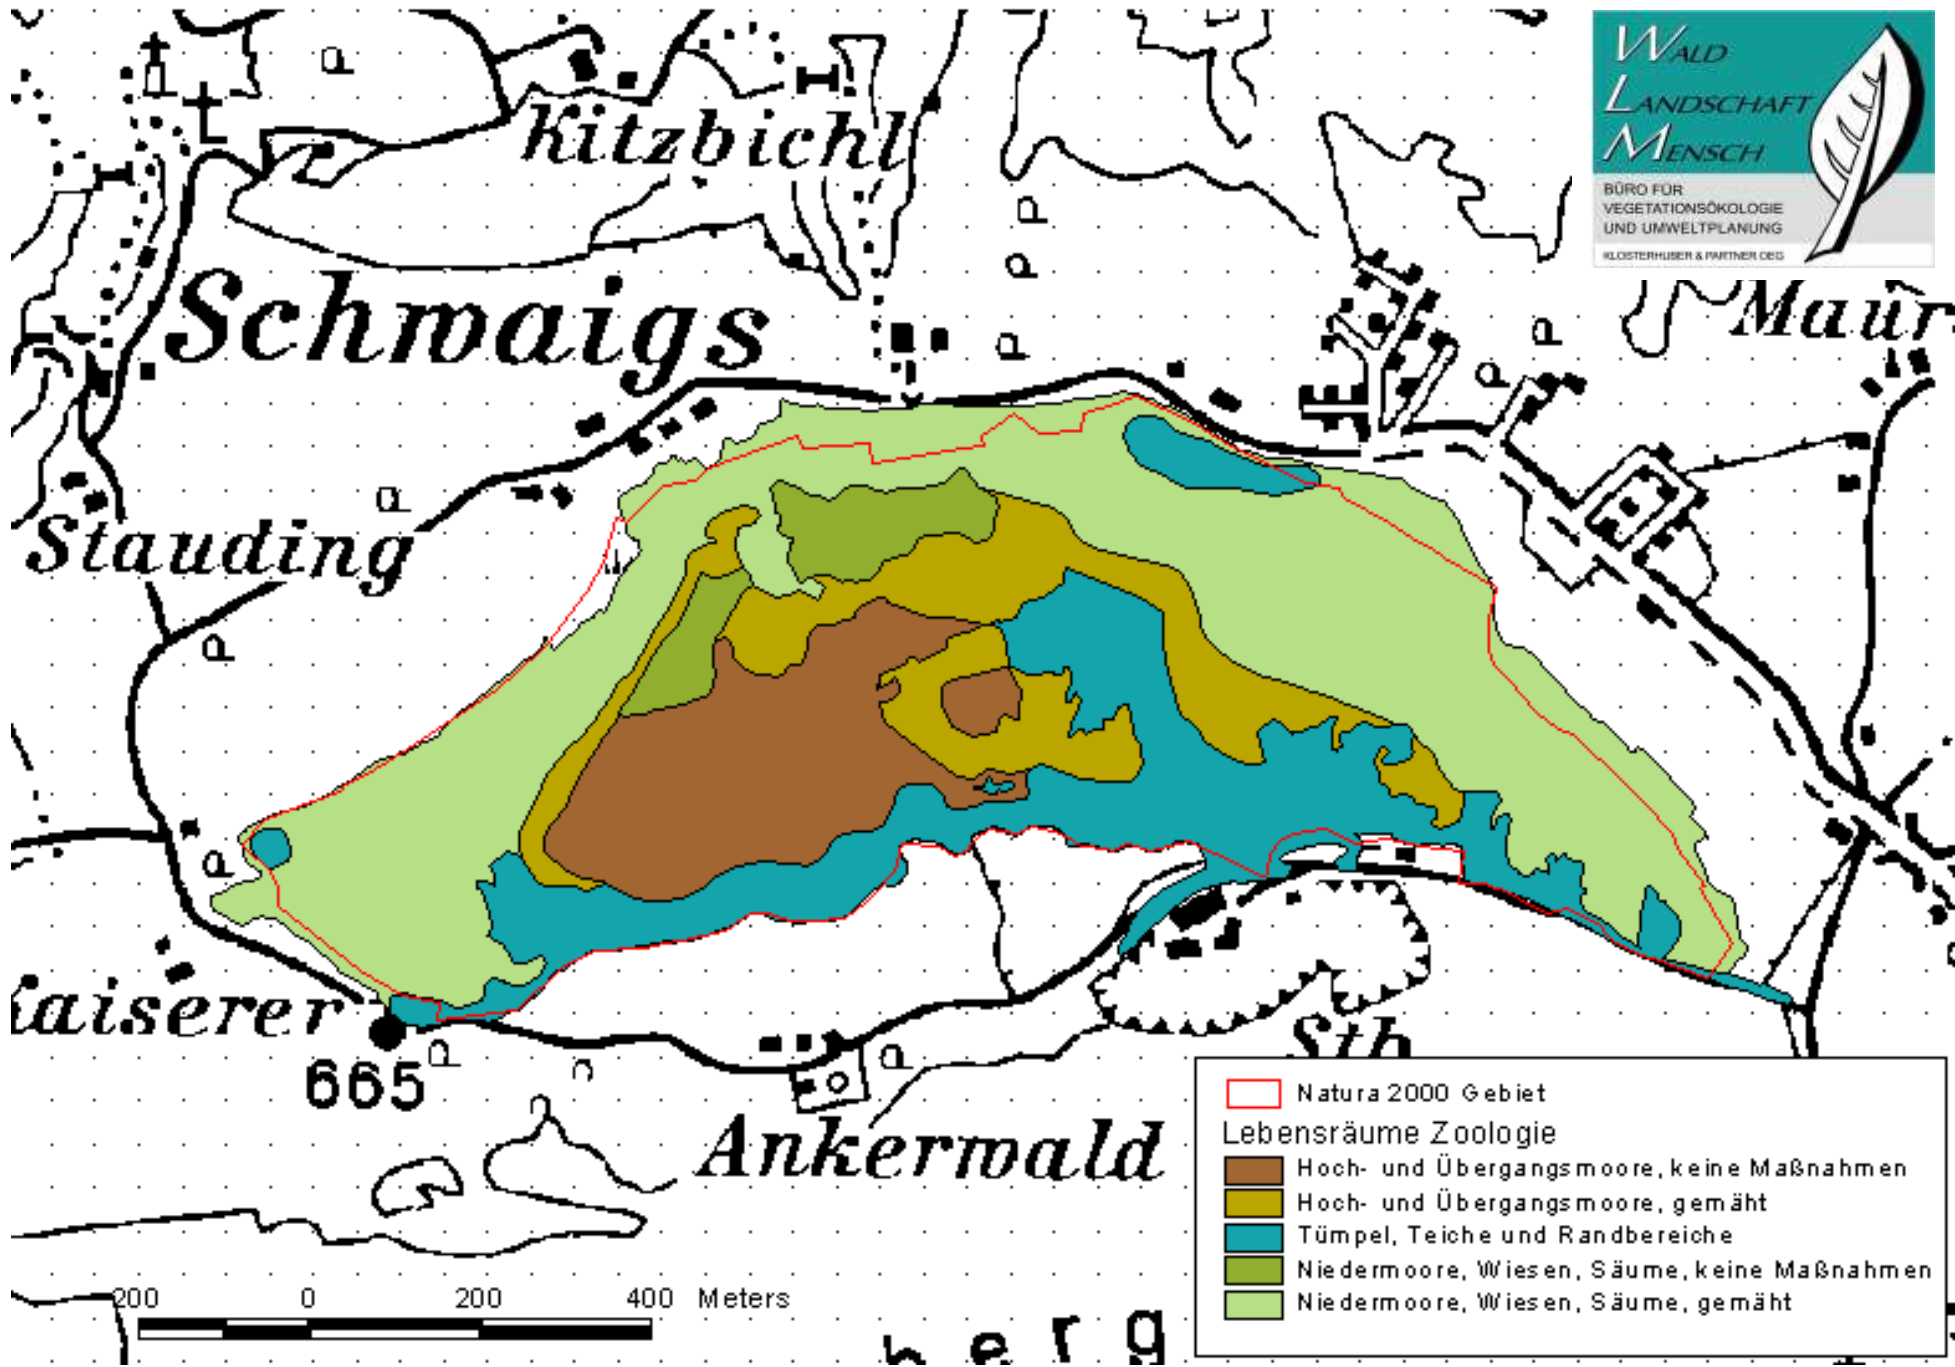 WALD
LANDSCHAFT
MENSCH
BÜRO FÜR
VEGETATIONSÖKOLOGIE
UND UMWELTPLANUNG
KLOSTERHUBER & PARTNER OEG
Kitzbichl
Schwaigs
Maur
Stauding
Kaiserer
665
Stb
Ankerwald
berg
Natura 2000 Gebiet
Lebensräume Zoologie
Hoch- und Übergangsmoore, keine Maßnahmen
Hoch- und Übergangsmoore, gemäht
Tümpel, Teiche und Randbereiche
Niedermoore, Wiesen, Säume, keine Maßnahmen
Niedermoore, Wiesen, Säume, gemäht
200 0 200 400 Meters